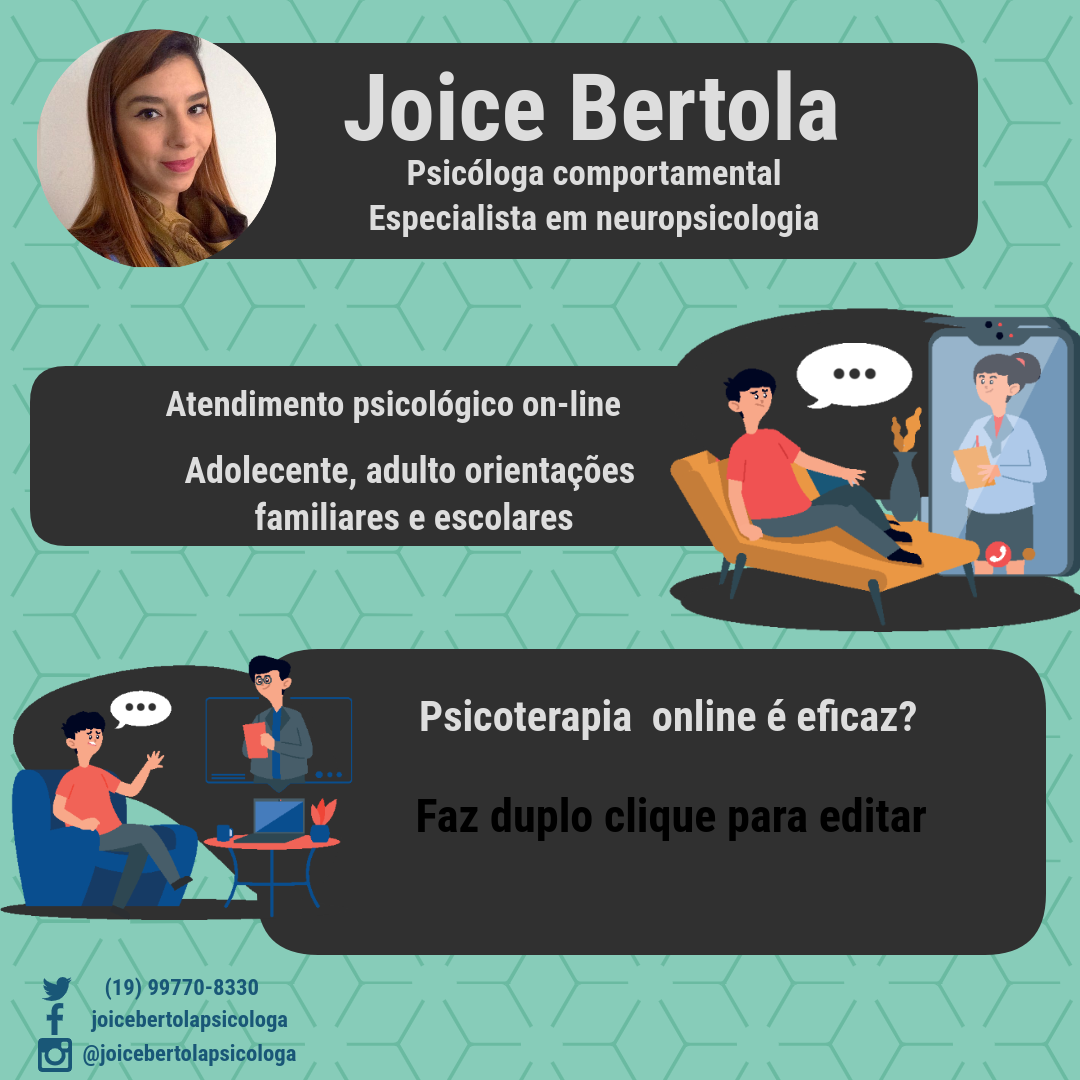 Joice Bertola
Psicóloga comportamental
Especialista em neuropsicologia
Atendimento psicológico on-line
Adolecente, adulto orientações
familiares e escolares
Psicoterapia online é eficaz?
Faz duplo clique para editar
(19) 99770-8330
joicebertolapsicologa
@joicebertolapsicologa